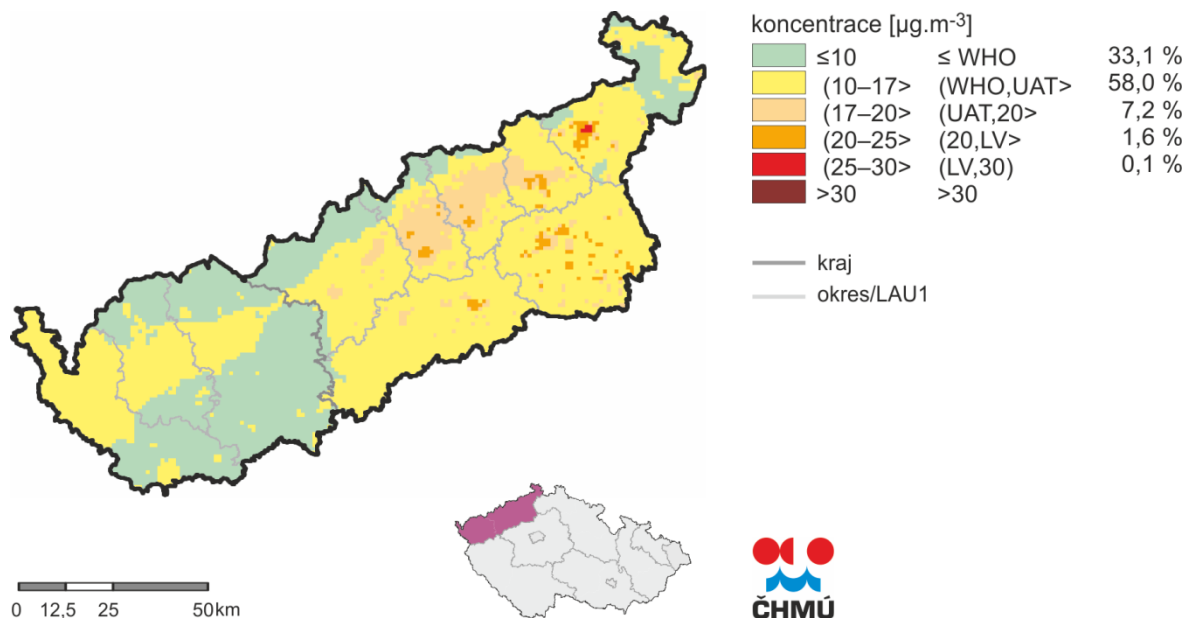 koncentrace [µg.m-3]
≤10 ≤ WHO 33,1 %
(10–17> (WHO,UAT> 58,0 %
(17–20> (UAT,20> 7,2 %
(20–25> (20,LV> 1,6 %
(25–30> (LV,30) 0,1 %
>30 >30
kraj
okres/LAU1
0 12,5 25 50km
ČHMÚ